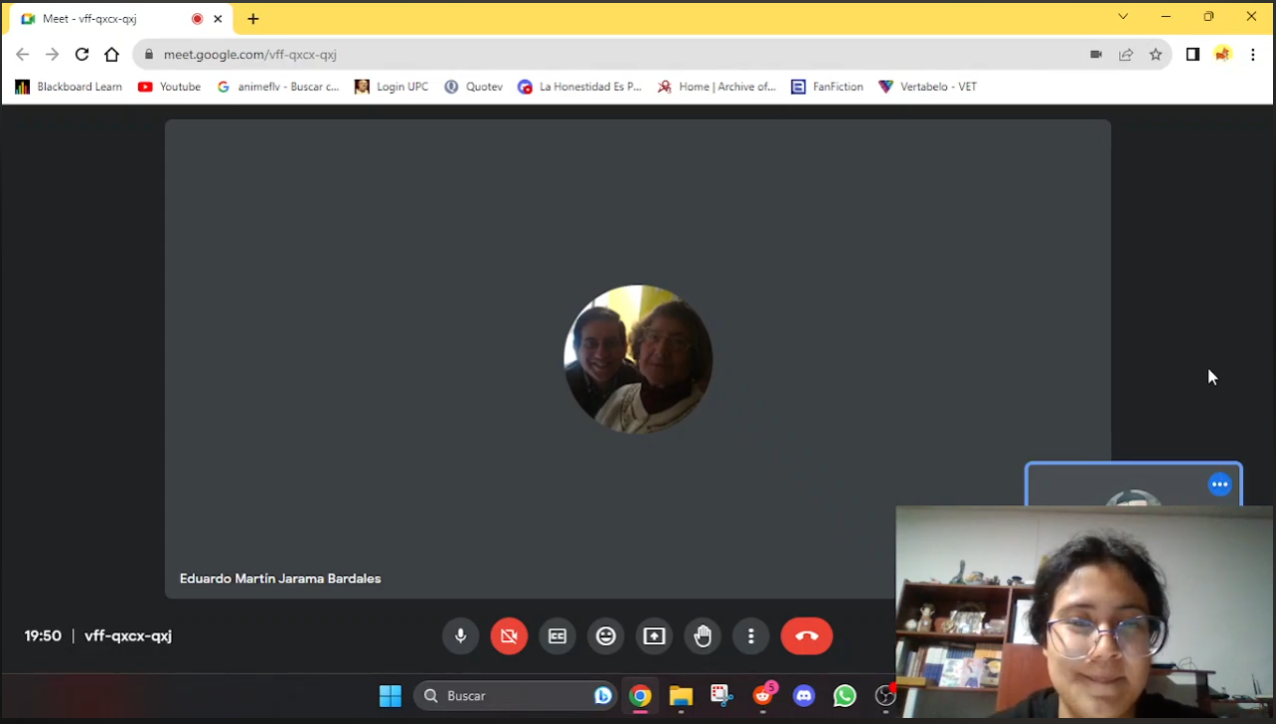 Meet - vff-qxcx-qxj
meet.google.com/vff-qxcx-qxj
Blackboard Learn
Youtube
animeflv - Buscar c...
Login UPC
Quotev
La Honestidad Es P...
Home | Archive of...
FanFiction
Vertabelo - VET
Eduardo Martín Jarama Bardales
19:50 | vff-qxcx-qxj
CC
Buscar
5